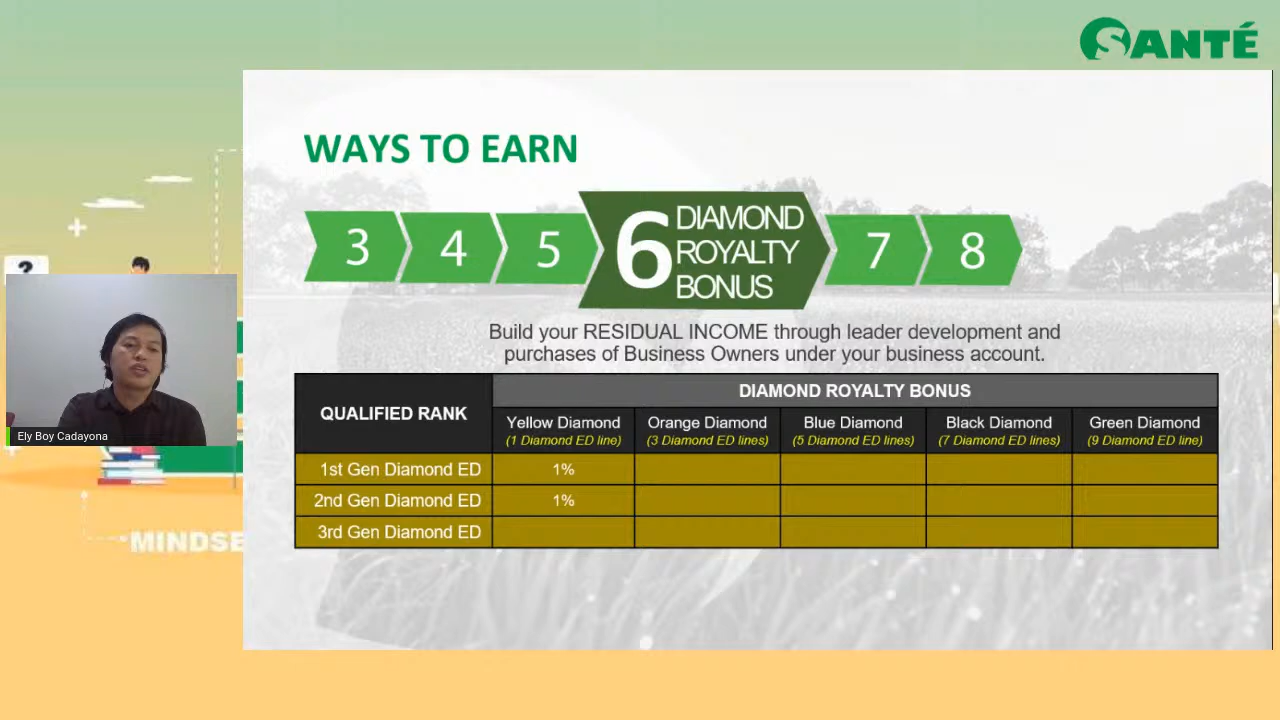 SANTÉ
WAYS TO EARN
3 4 5 6 DIAMOND ROYALTY BONUS 7 8
Build your RESIDUAL INCOME through leader development and
purchases of Business Owners under your business account.
QUALIFIED RANK
DIAMOND ROYALTY BONUS
Yellow Diamond Orange Diamond Blue Diamond Black Diamond Green Diamond
(1 Diamond ED line) (3 Diamond ED lines) (5 Diamond ED lines) (7 Diamond ED lines) (9 Diamond ED line)
1st Gen Diamond ED 1%
2nd Gen Diamond ED 1%
3rd Gen Diamond ED
?
Ely Boy Cadayona
MINDSE